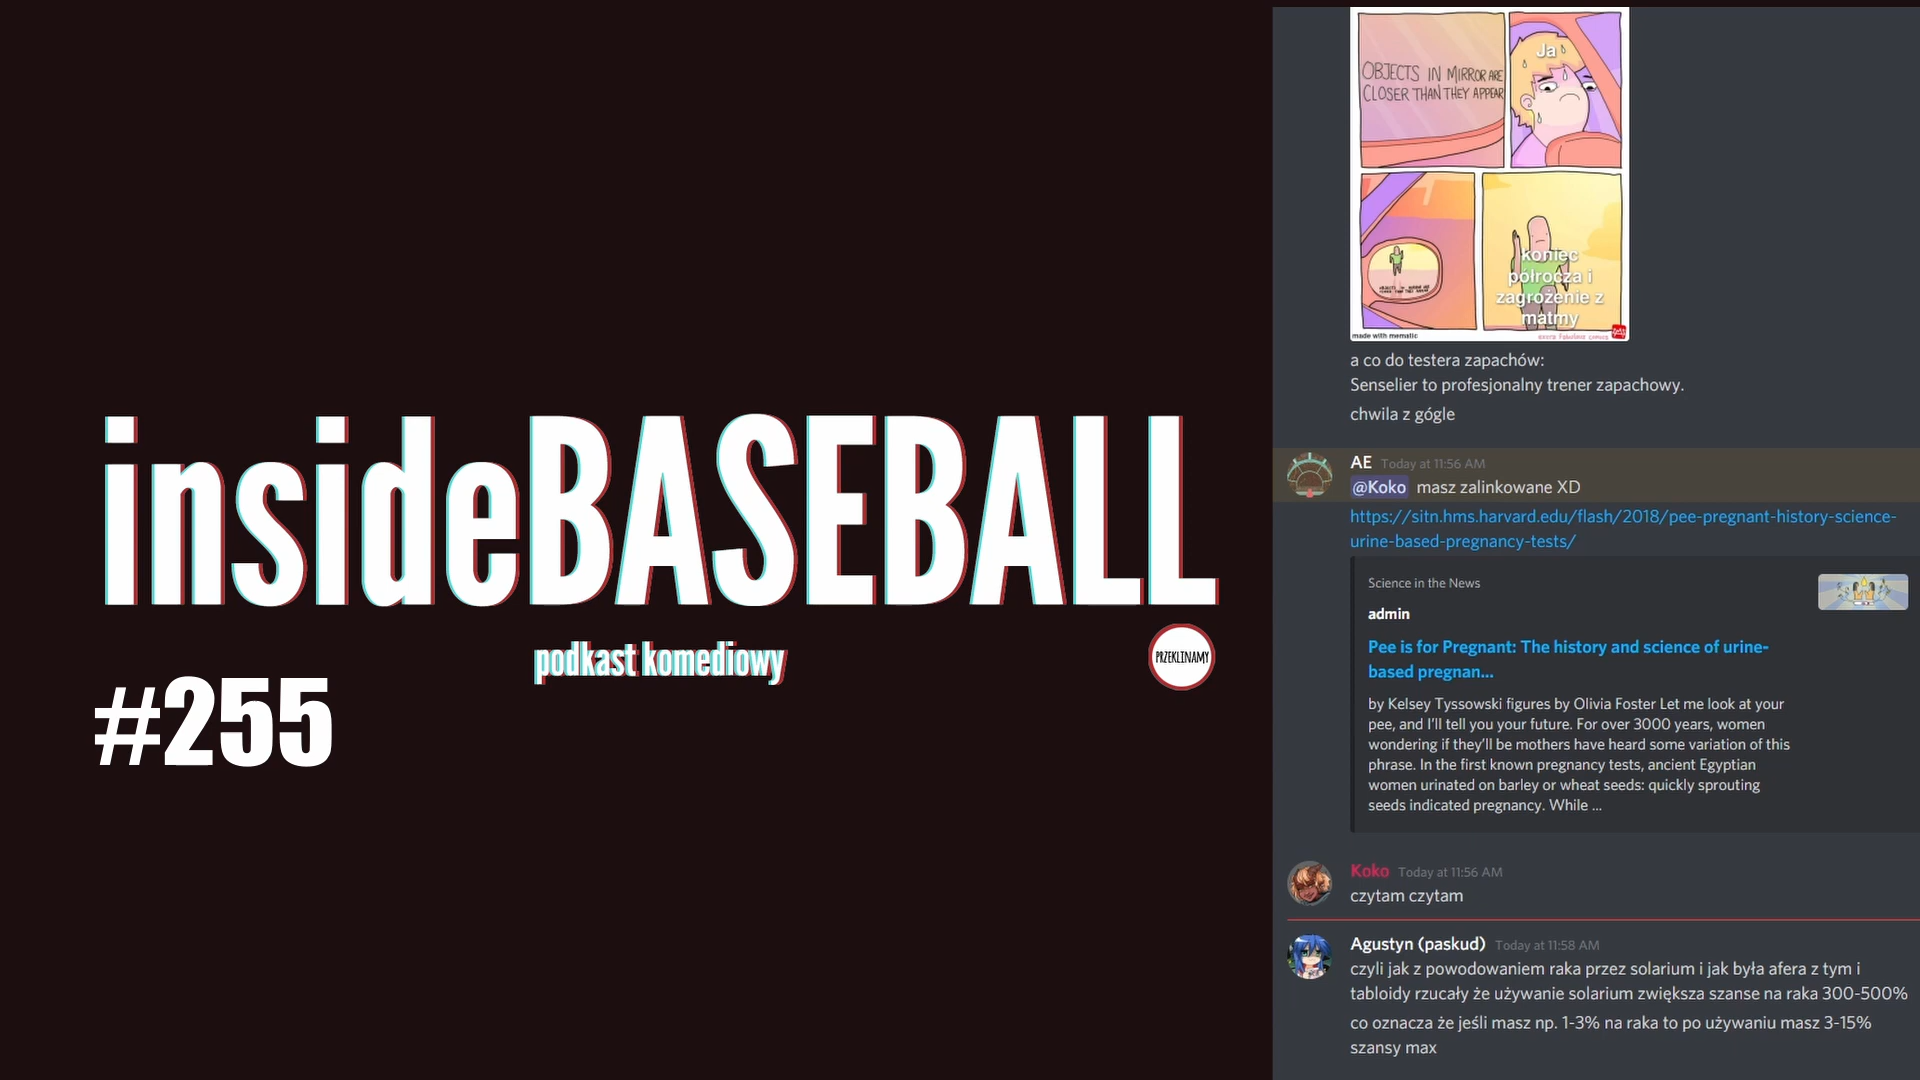 insideBASEBALL
podkast komediowy
PRZEKLINAMY
#255
OBJECTS IN MIRROR ARE
CLOSER THAN THEY APPEAR
Ja
koniec
półrocza i
zagrożenie z
matmy
made with mematic
a co do testera zapachów:
Senselier to profesjonalny trener zapachowy.
chwila z gógle
AE Today at 11:56 AM
@Koko masz zalinkowane XD
https://sitn.hms.harvard.edu/flash/2018/pee-pregnant-history-science-
urine-based-pregnancy-tests/
Science in the News
admin
Pee is for Pregnant: The history and science of urine-
based pregnan...
by Kelsey Tyssowski figures by Olivia Foster Let me look at your
pee, and I'll tell you your future. For over 3000 years, women
wondering if they'll be mothers have heard some variation of this
phrase. In the first known pregnancy tests, ancient Egyptian
women urinated on barley or wheat seeds: quickly sprouting
seeds indicated pregnancy. While ...
Koko Today at 11:56 AM
czytam czytam
Agustyn (paskud) Today at 11:58 AM
czyli jak z powodowaniem raka przez solarium i jak była afera z tym i
tabloidy rzucały że używanie solarium zwiększa szanse na raka 300-500%
co oznacza że jeśli masz np. 1-3% na raka to po używaniu masz 3-15%
szansy max